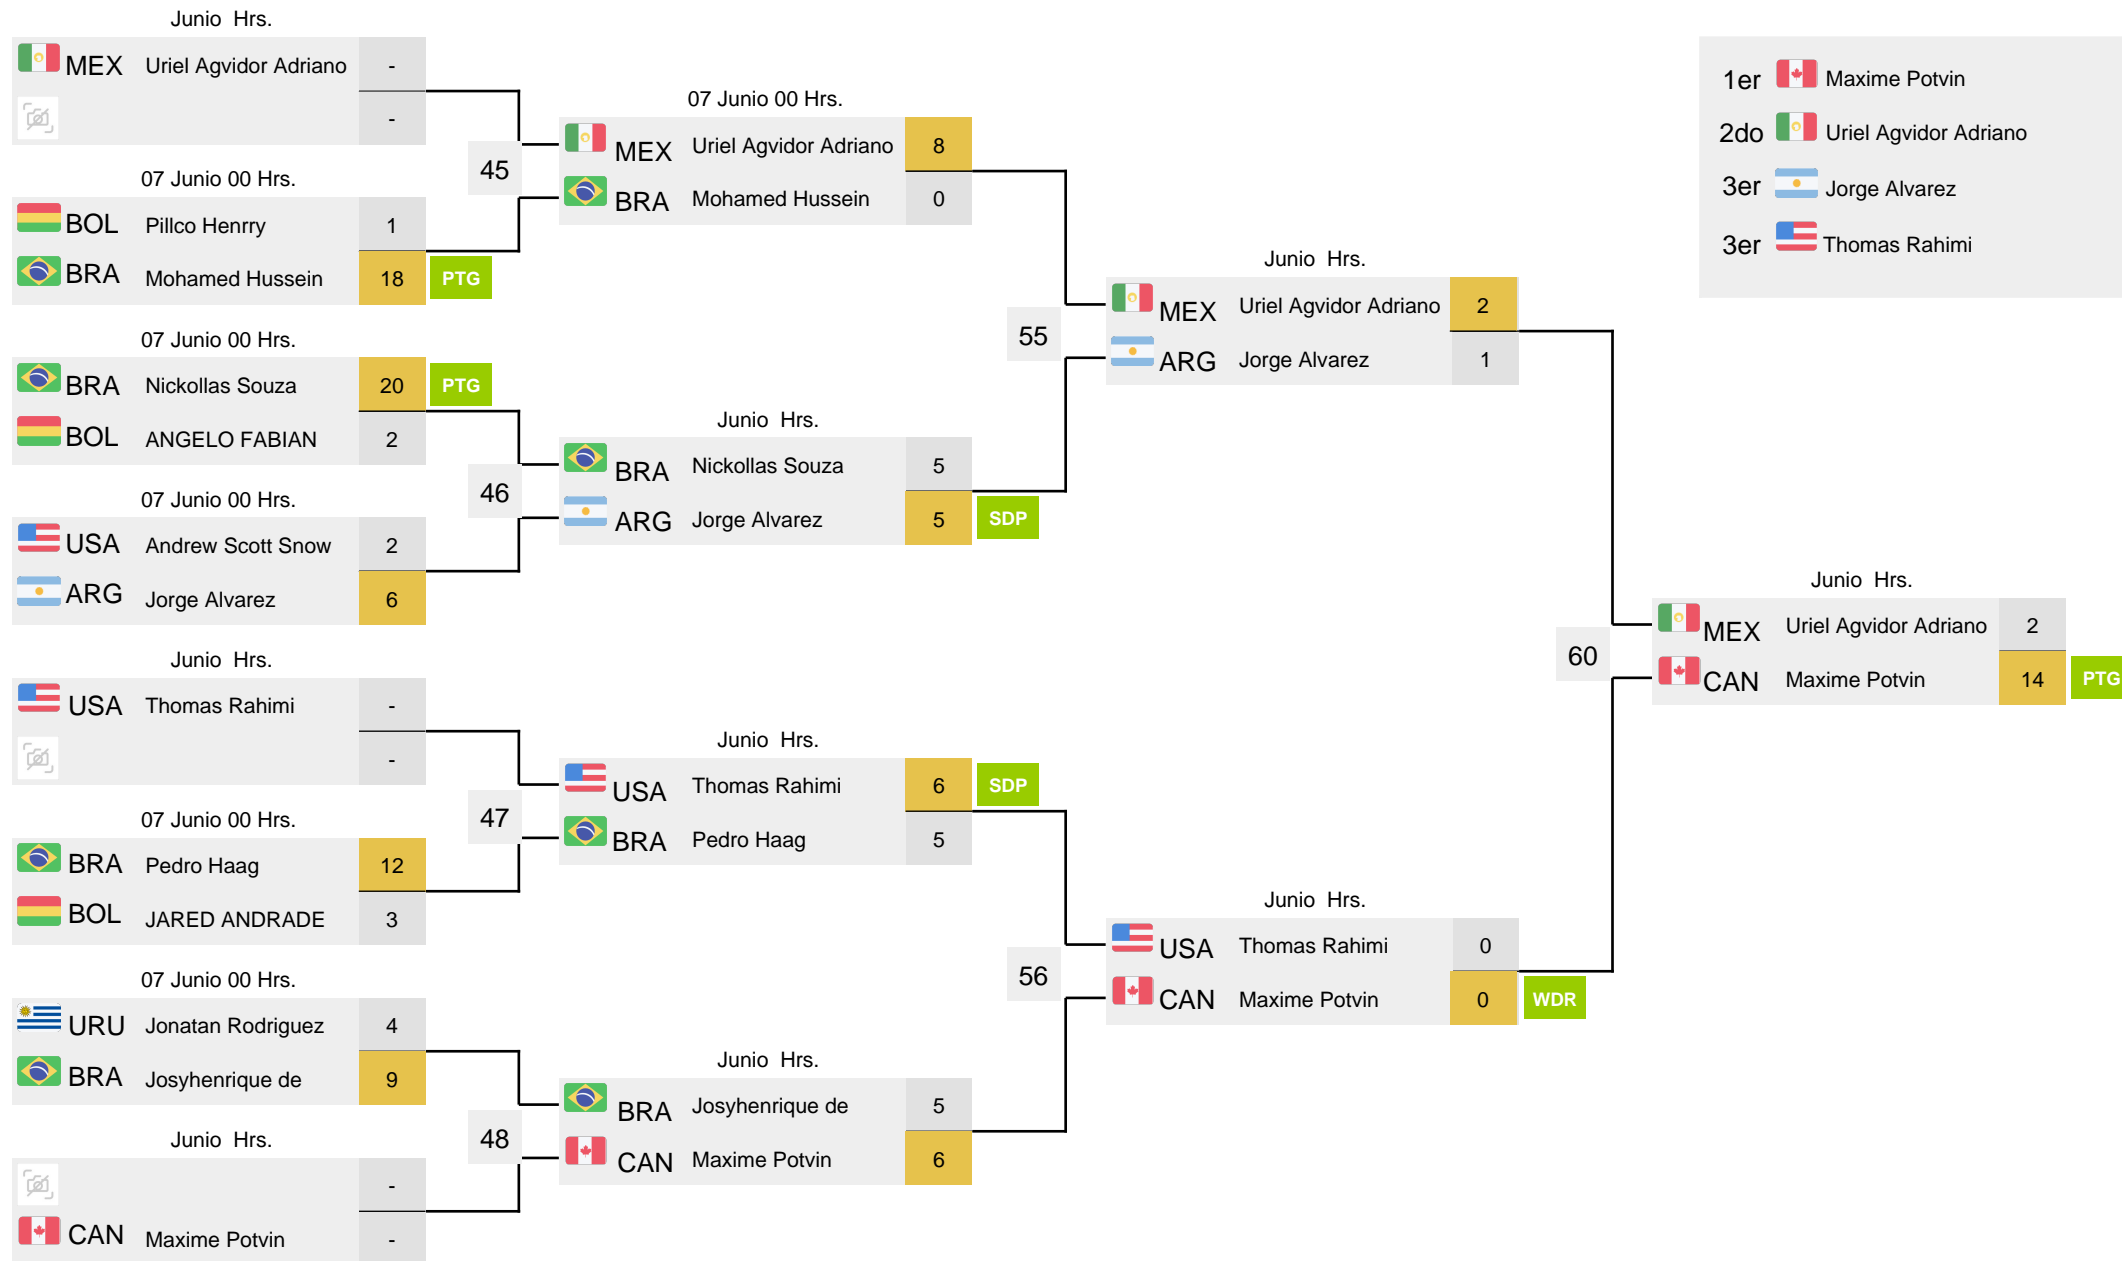 Junio Hrs.
MEX Uriel Agvidor Adriano -
-
07 Junio 00 Hrs.
BOL Pillco Henrry 1
BRA Mohamed Hussein 18 PTG
07 Junio 00 Hrs.
BRA Nickollas Souza 20 PTG
BOL ANGELO FABIAN 2
07 Junio 00 Hrs.
USA Andrew Scott Snow 2
ARG Jorge Alvarez 6
Junio Hrs.
USA Thomas Rahimi -
-
07 Junio 00 Hrs.
BRA Pedro Haag 12
BOL JARED ANDRADE 3
07 Junio 00 Hrs.
URU Jonatan Rodriguez 4
BRA Josyhenrique de 9
Junio Hrs.
-
CAN Maxime Potvin -
45
07 Junio 00 Hrs.
MEX Uriel Agvidor Adriano 8
BRA Mohamed Hussein 0
46
Junio Hrs.
BRA Nickollas Souza 5
ARG Jorge Alvarez 5 SDP
47
Junio Hrs.
USA Thomas Rahimi 6 SDP
BRA Pedro Haag 5
48
Junio Hrs.
BRA Josyhenrique de 5
CAN Maxime Potvin 6
55
Junio Hrs.
MEX Uriel Agvidor Adriano 2
ARG Jorge Alvarez 1
56
Junio Hrs.
USA Thomas Rahimi 0
CAN Maxime Potvin 0 WDR
60
Junio Hrs.
MEX Uriel Agvidor Adriano 2
CAN Maxime Potvin 14 PTG
1er Maxime Potvin
2do Uriel Agvidor Adriano
3er Jorge Alvarez
3er Thomas Rahimi